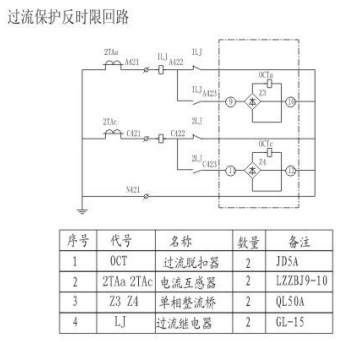 过流保护反时限回路
2TAa A421 1LJ A422 1LJ
OCTa
1LJ A423 9 Z3 10
2TAc C421 C422 2LJ
OCTc
2LJ C423 11 Z4 12
N421
序号 代号 名称 数量 备注
1 OCT 过流脱扣器 2 JD5A
2 2TAa 2TAc 电流互感器 2 LZZBJ9-10
3 Z3 Z4 单相整流桥 2 QL50A
4 LJ 过流继电器 2 GL-15